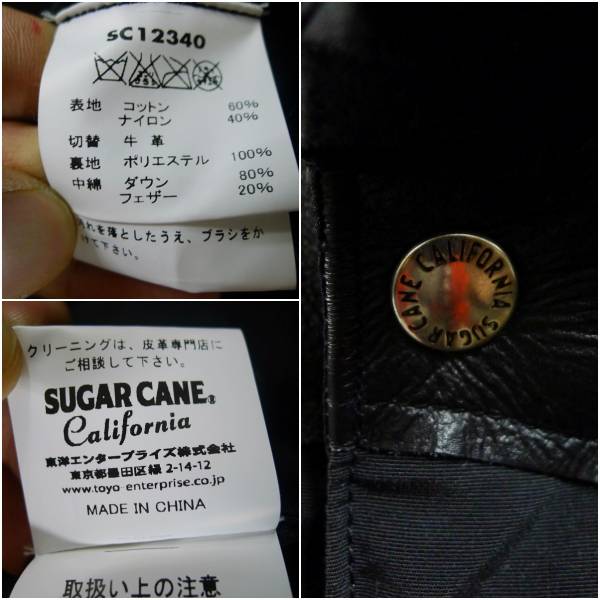 SC12340
表地 コットン 60%
ナイロン 40%
切替 牛革
裏地 ポリエステル 100%
中綿 ダウン 80%
フェザー 20%
れを落としたうえ、ブラシをか
けて下さい。
クリーニングは、皮革専門店に
ご相談して下さい。
SUGAR CANE®
California
東洋エンタープライズ株式会社
東京都墨田区緑2-14-12
www.toyo-enterprise.co.jp
MADE IN CHINA
取扱い上の注意
SUGAR CANE CALIFORNIA